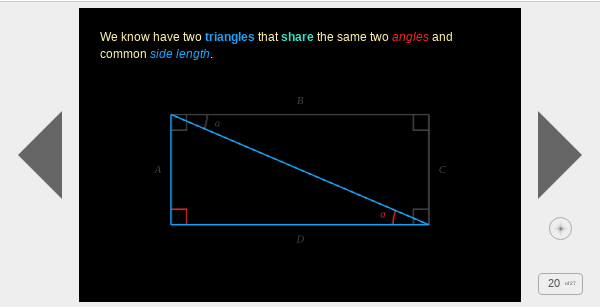 We know have two triangles that share the same two angles and
common side length.
B
a
A
C
a
D
20 of 27